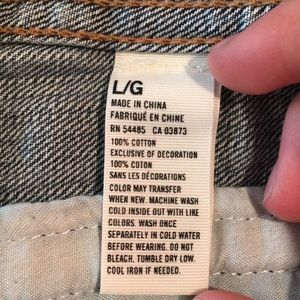 L/G
MADE IN CHINA
FABRIQUÉ EN CHINE
RN 54485 CA 03873
100% COTTON
EXCLUSIVE OF DECORATION
100% COTON
SANS LES DÉCORATIONS
COLOR MAY TRANSFER
WHEN NEW. MACHINE WASH
COLD INSIDE OUT WITH LIKE
COLORS. WASH ONCE
SEPARATELY IN COLD WATER
BEFORE WEARING. DO NOT
BLEACH. TUMBLE DRY LOW.
COOL IRON IF NEEDED.